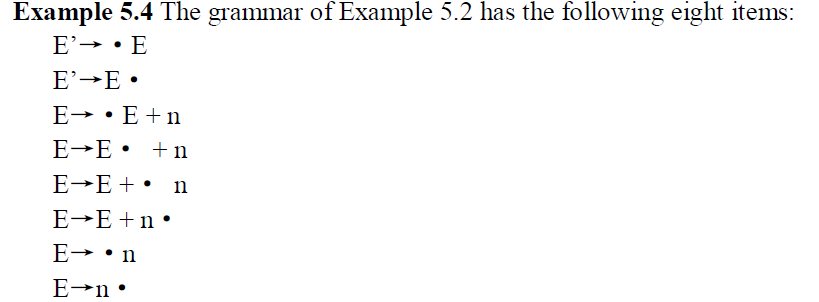 Example 5.4 The grammar of Example 5.2 has the following eight items:
E’→ • E
E’→E •
E→ • E + n
E→E • + n
E→E + • n
E→E + n •
E→ • n
E→n •